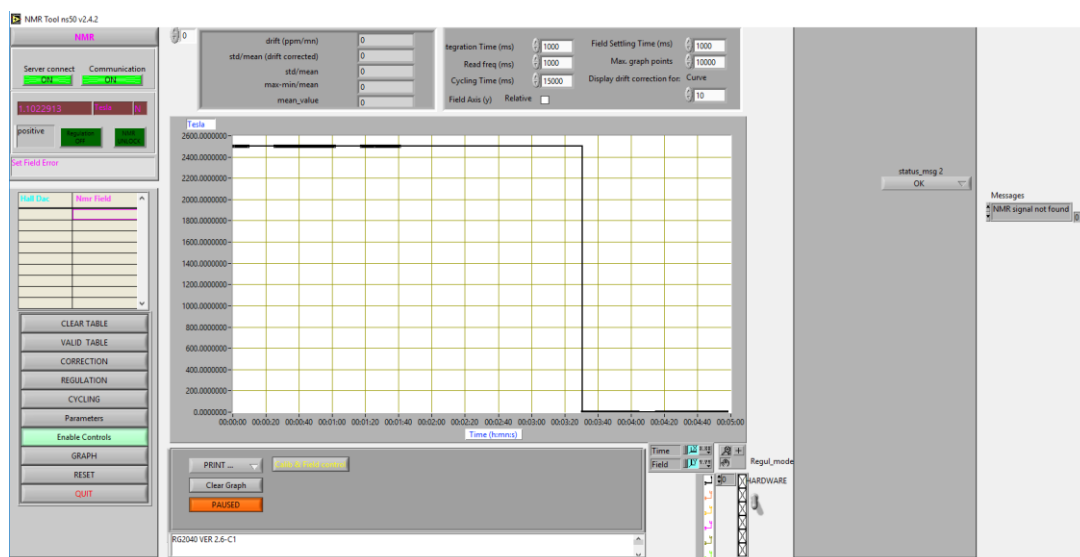 NMR Tool ns50 v2.4.2
NMR
Server connect Communication
ON ON
1.1022913 Tesla N
positive Regulation OFF NMR UNLOCK
Set Field Error
Hall Dac Nmr Field
CLEAR TABLE
VALID TABLE
CORRECTION
REGULATION
CYCLING
Parameters
Enable Controls
GRAPH
RESET
QUIT
0
drift (ppm/mn) 0
std/mean (drift corrected) 0
std/mean 0
max-min/mean 0
mean_value 0
tegration Time (ms) 1000
Read freq (ms) 1000
Cycling Time (ms) 15000
Field Axis (y) Relative
Field Settling Time (ms) 1000
Max. graph points 10000
Display drift correction for: Curve
10
Tesla
2600.0000000
2400.0000000
2200.0000000
2000.0000000
1800.0000000
1600.0000000
1400.0000000
1200.0000000
1000.0000000
800.0000000
600.0000000
400.0000000
200.0000000
0.0000000
00:00:00 00:00:20 00:00:40 00:01:00 00:01:20 00:01:40 00:02:00 00:02:20 00:02:40 00:03:00 00:03:20 00:03:40 00:04:00 00:04:20 00:04:40 00:05:00
Time (h:mn:s)
PRINT ... Calib & Field control
Clear Graph
PAUSED
RG2040 VER 2.6-C1
Time
Field
Regul_mode
0 HARDWARE
status_msg 2
OK
Messages
NMR signal not found
0